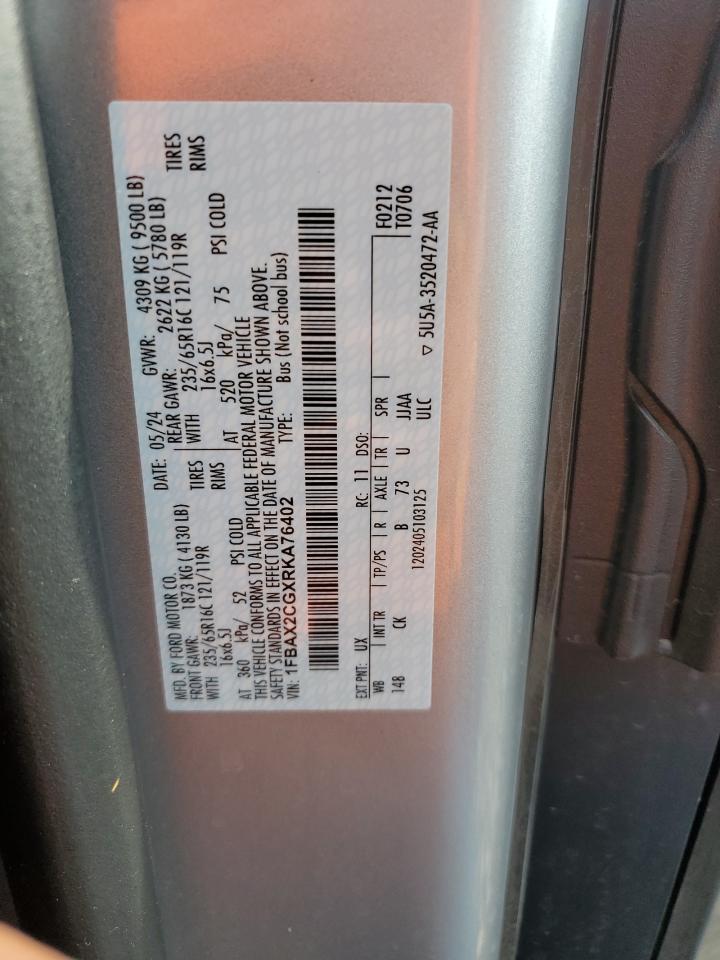 MFD. BY FORD MOTOR CO.
DATE: 05/24 GVWR: 4309 KG ( 9500 LB)
FRONT GAWR: 1873 KG ( 4130 LB) REAR GAWR: 2622 KG ( 5780 LB)
WITH 235/65R16C 121/119R TIRES WITH 235/65R16C 121/119R TIRES
16x6.5J RIMS 16x6.5J RIMS
AT 360 kPa/ 52 PSI COLD AT 520 kPa/ 75 PSI COLD
THIS VEHICLE CONFORMS TO ALL APPLICABLE FEDERAL MOTOR VEHICLE
SAFETY STANDARDS IN EFFECT ON THE DATE OF MANUFACTURE SHOWN ABOVE.
VIN: 1FBAX2CGXRKA76402 TYPE: Bus (Not school bus)
EXT PNT: UX RC: 11 DSO: F0212
WB INT TR TP/PS R AXLE TR SPR T0706
148 CK B 73 U JJAA
1202405103125 ULC ▽ 5U5A-3520472-AA